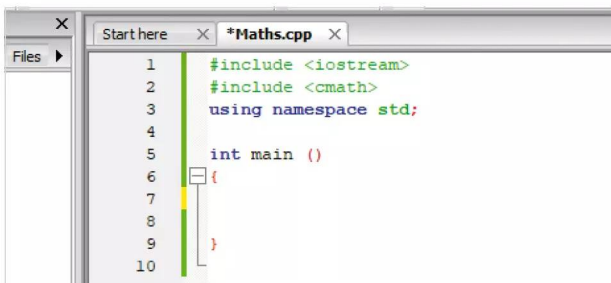 Start here
*Maths.cpp
Files
1 #include <iostream>
2 #include <cmath>
3 using namespace std;
4
5 int main ()
6 {
7
8
9 }
10